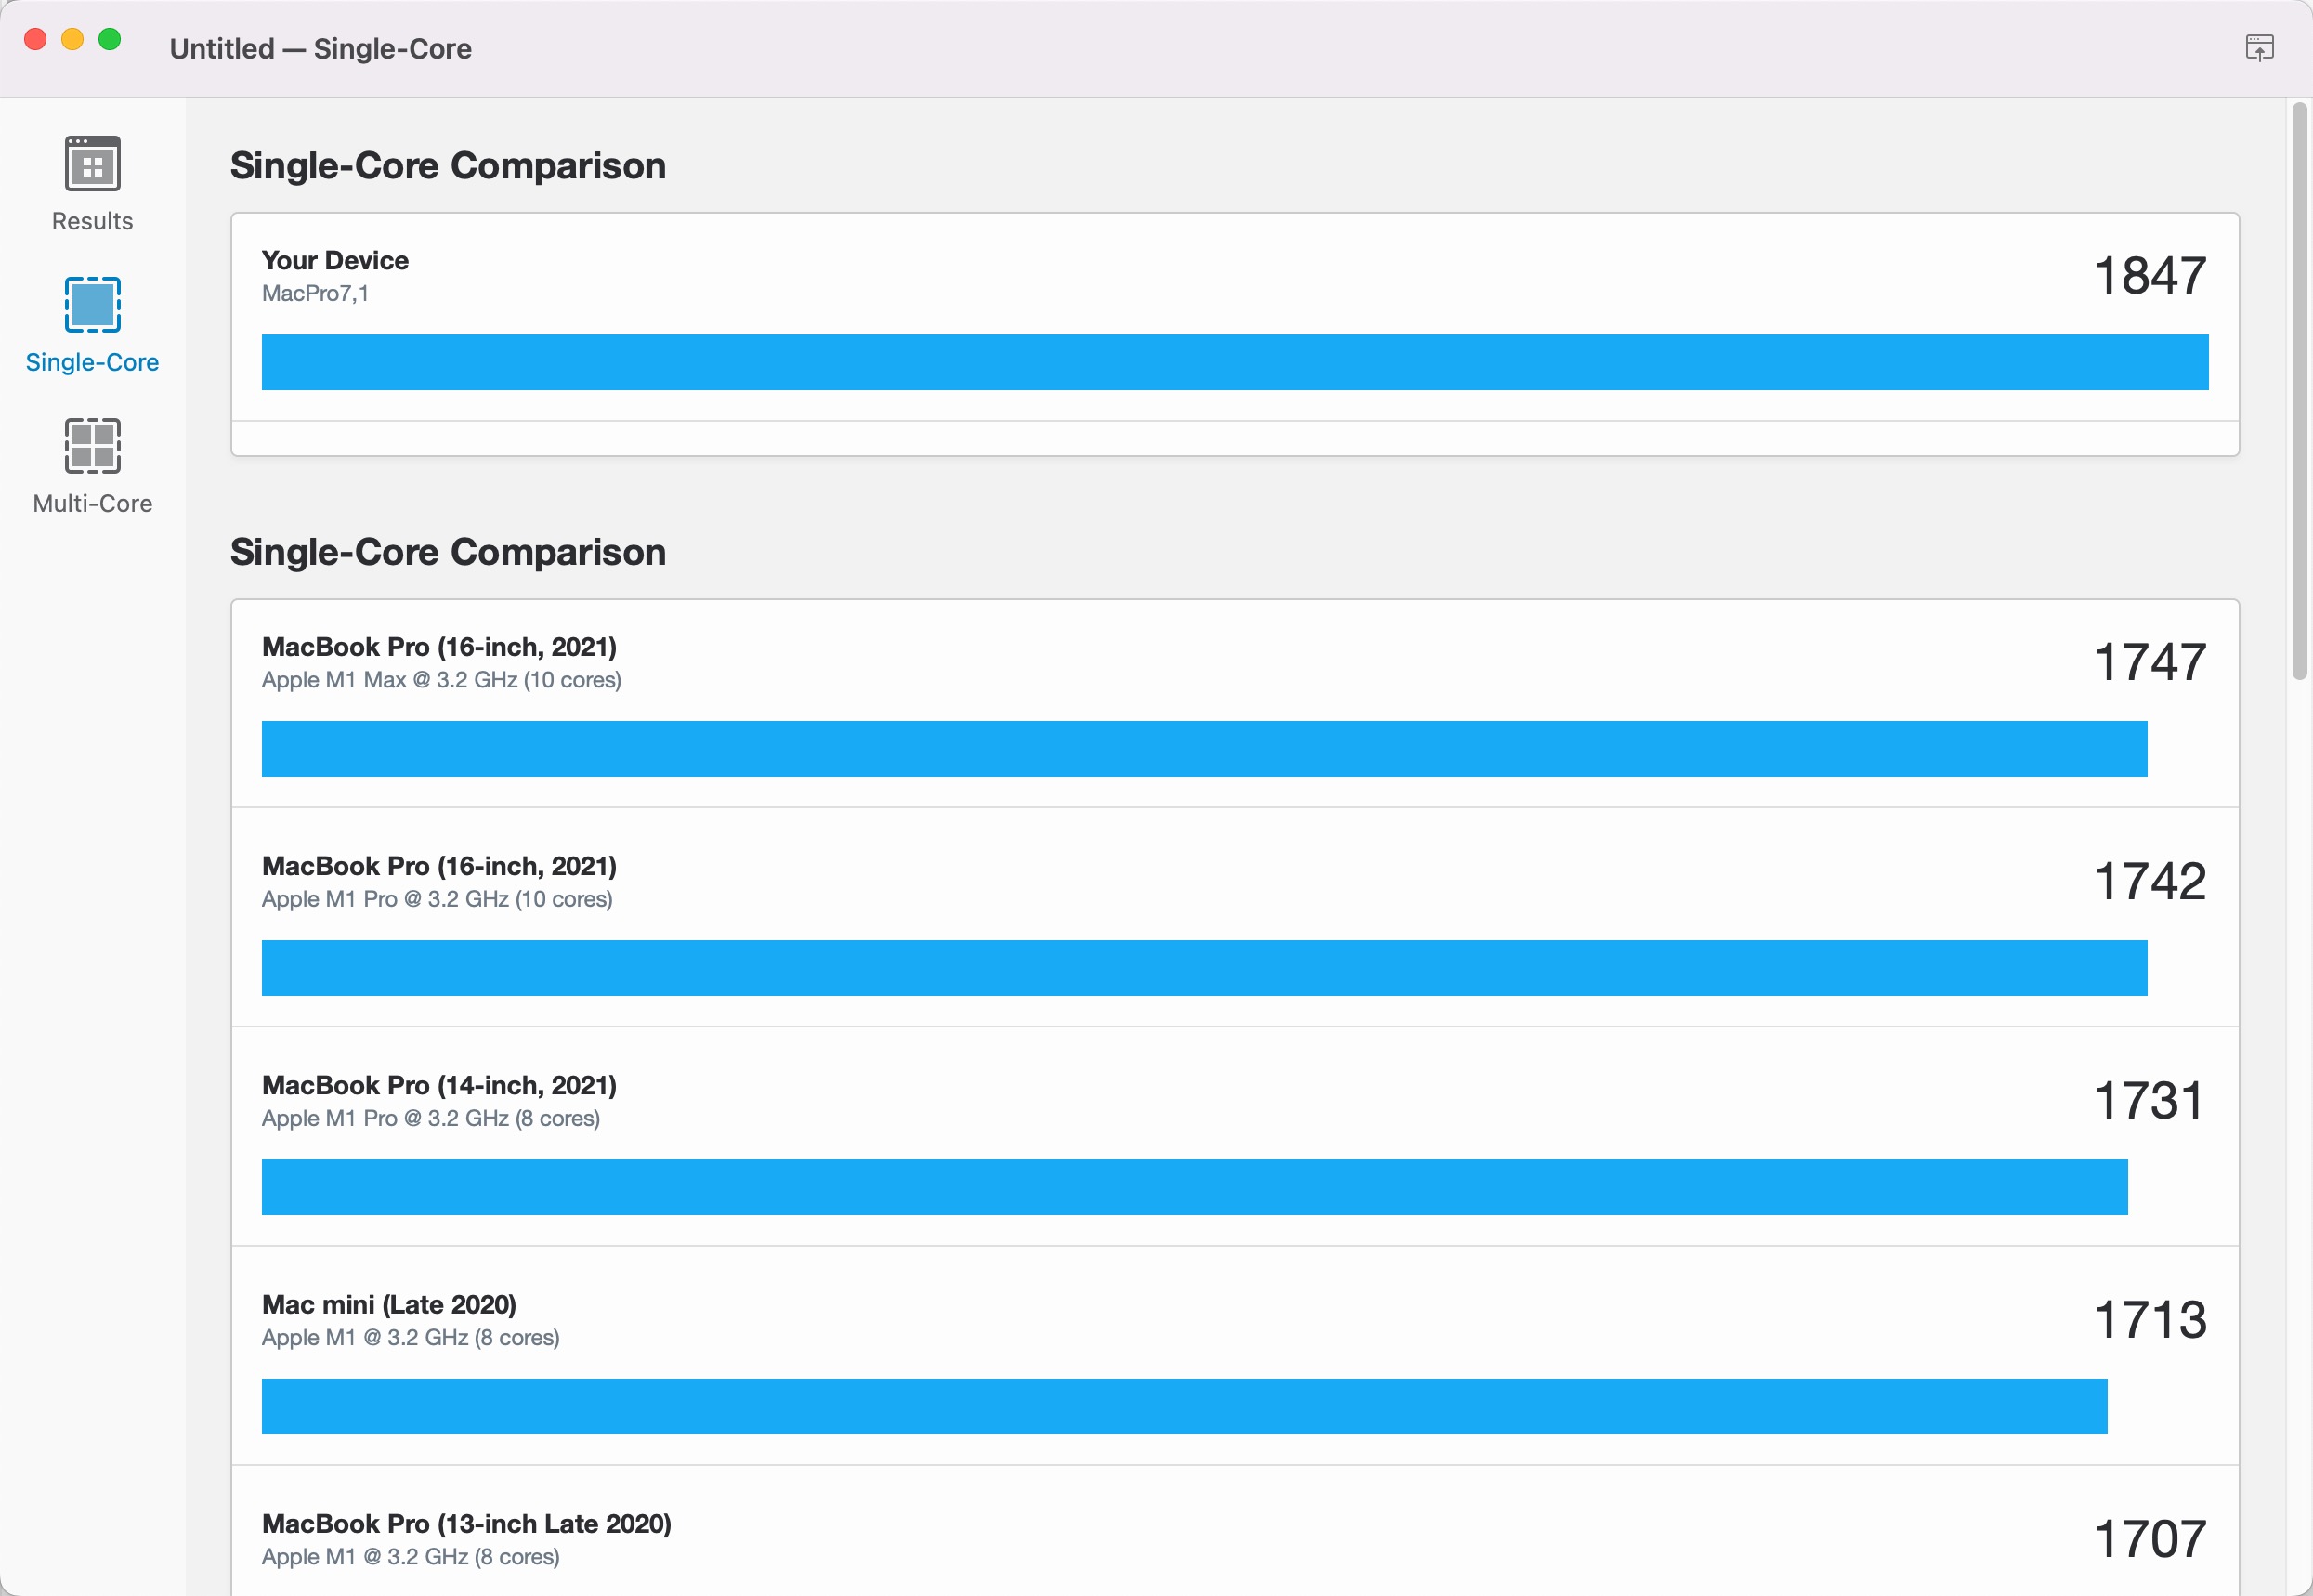 Untitled — Single-Core
Results
Single-Core
Multi-Core
Single-Core Comparison
Your Device
MacPro7,1
1847
Single-Core Comparison
MacBook Pro (16-inch, 2021)
Apple M1 Max @ 3.2 GHz (10 cores)
1747
MacBook Pro (16-inch, 2021)
Apple M1 Pro @ 3.2 GHz (10 cores)
1742
MacBook Pro (14-inch, 2021)
Apple M1 Pro @ 3.2 GHz (8 cores)
1731
Mac mini (Late 2020)
Apple M1 @ 3.2 GHz (8 cores)
1713
MacBook Pro (13-inch Late 2020)
Apple M1 @ 3.2 GHz (8 cores)
1707